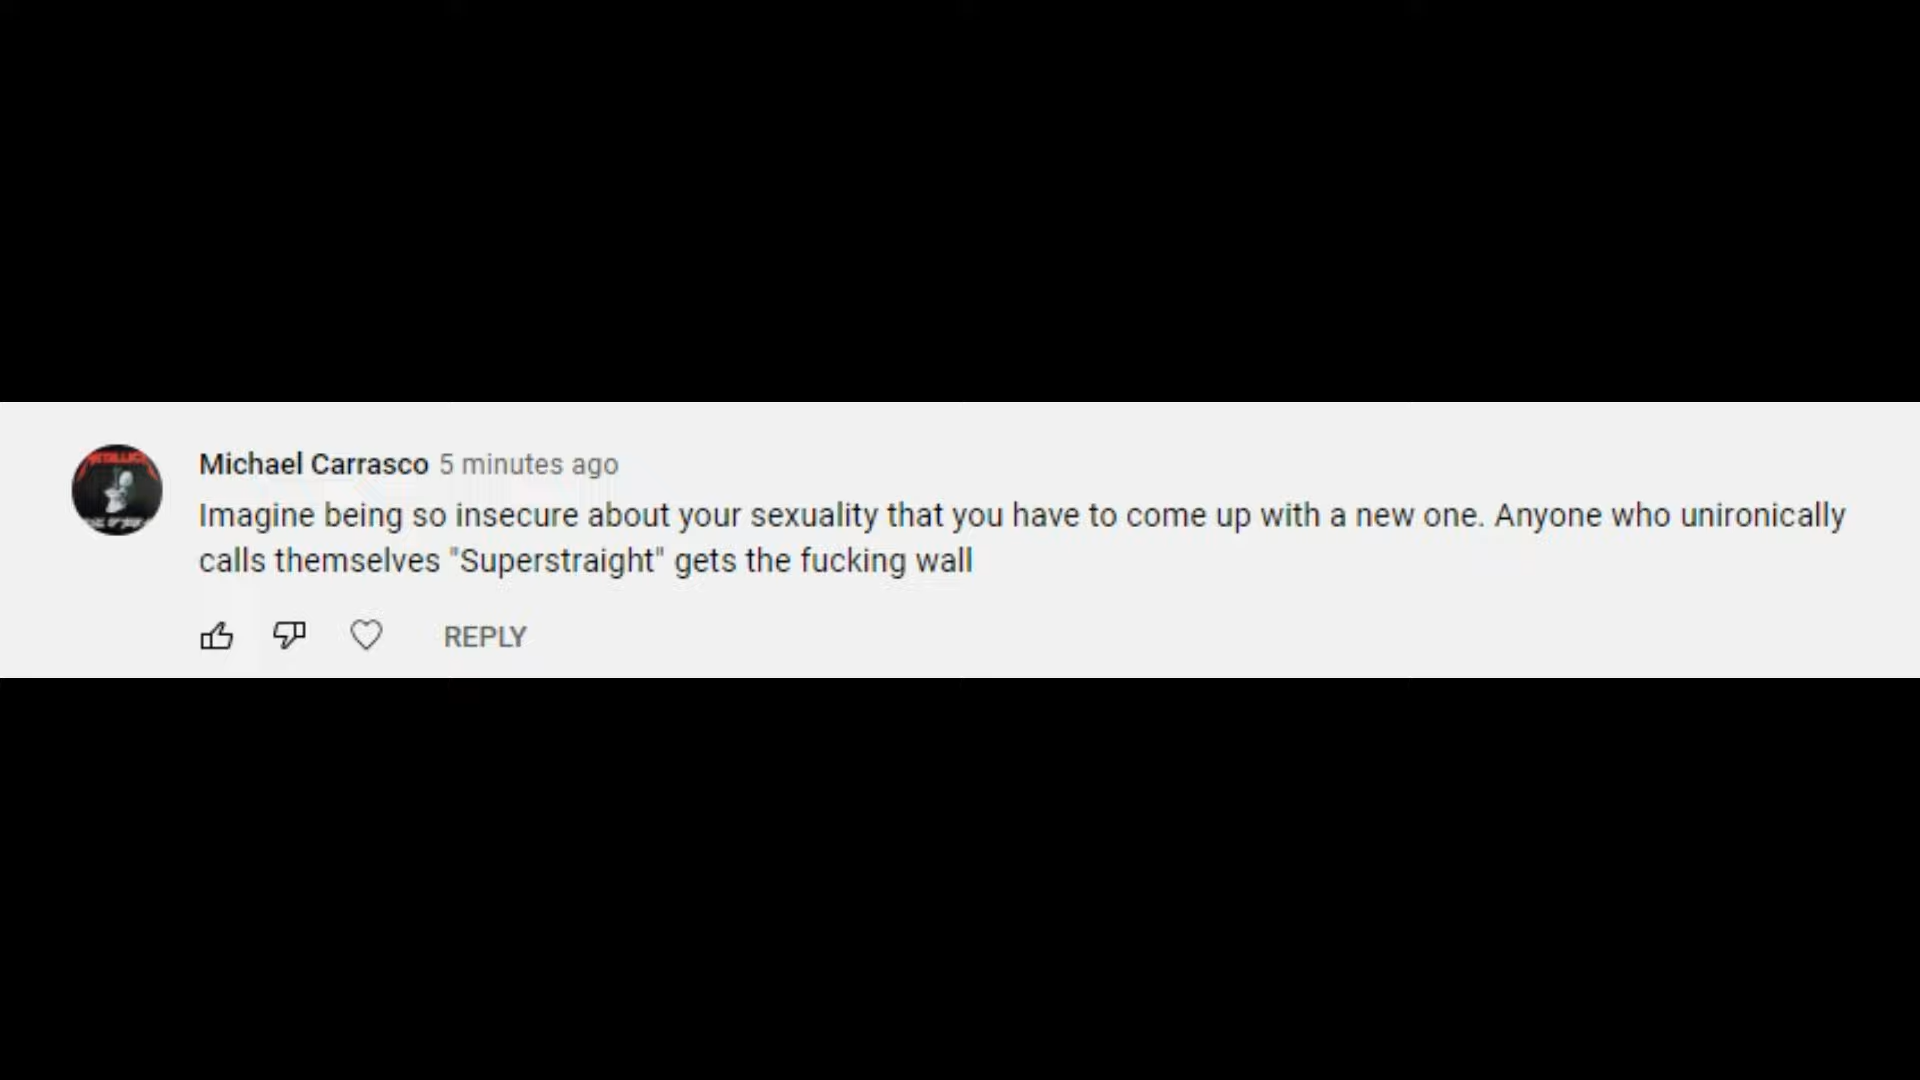 Michael Carrasco 5 minutes ago
Imagine being so insecure about your sexuality that you have to come up with a new one. Anyone who unironically
calls themselves "Superstraight" gets the fucking wall
REPLY